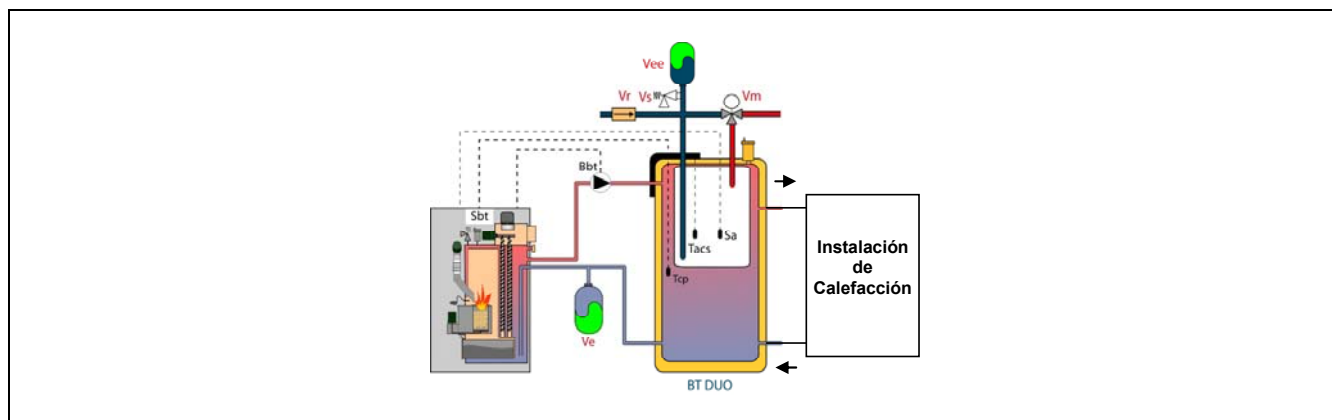 Vee
Vr
Vs
Vm
Bbt
Sbt
Tacs
Sa
Tcp
Ve
Instalación
de
Calefacción
BT DUO